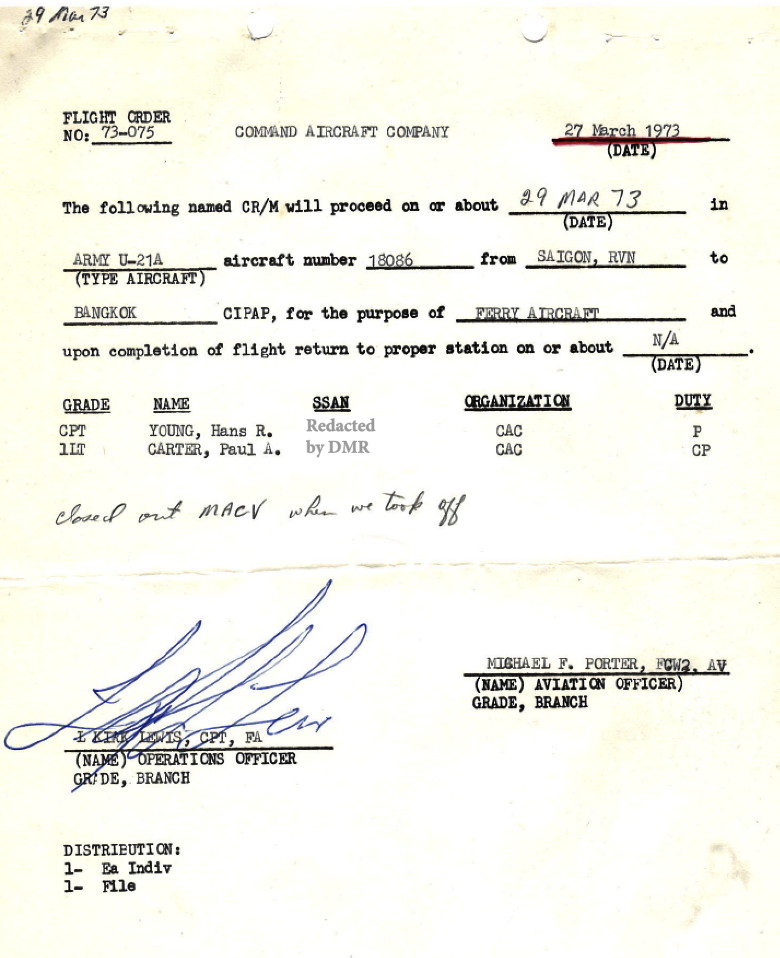 29 Mar 73
FLIGHT ORDER
NO: 73-075 COMMAND AIRCRAFT COMPANY 27 March 1973
(DATE)
The following named CR/M will proceed on or about 29 MAR 73 in
(DATE)
ARMY U-21A aircraft number 18086 from SAIGON, RVN to
(TYPE AIRCRAFT)
BANGKOK CIPAP, for the purpose of FERRY AIRCRAFT and
upon completion of flight return to proper station on or about N/A .
(DATE)
GRADE NAME SSAN ORGANIZATION DUTY
CPT YOUNG, Hans R. Redacted CAC P
1LT CARTER, Paul A. by DMR CAC CP
closed out MACV when we took off
MICHAEL F. PORTER, FCW2, AV
(NAME) AVIATION OFFICER)
GRADE, BRANCH
L KIRK LEWIS, CPT, FA
(NAME) OPERATIONS OFFICER
GRADE, BRANCH
DISTRIBUTION:
1- Ea Indiv
1- File